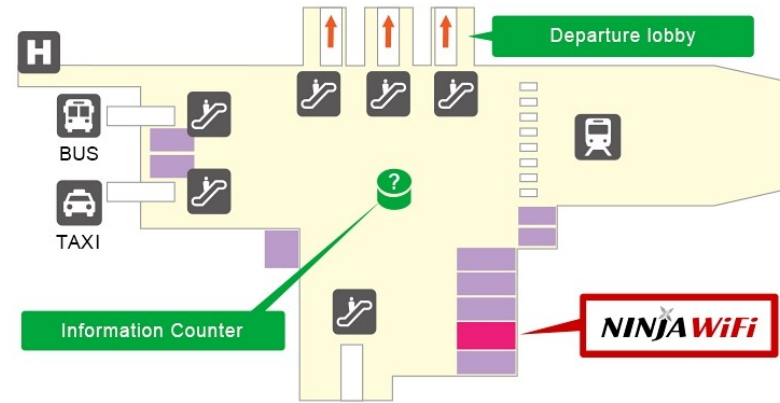 Departure lobby
H
BUS
?
TAXI
Information Counter
NINJA WiFi